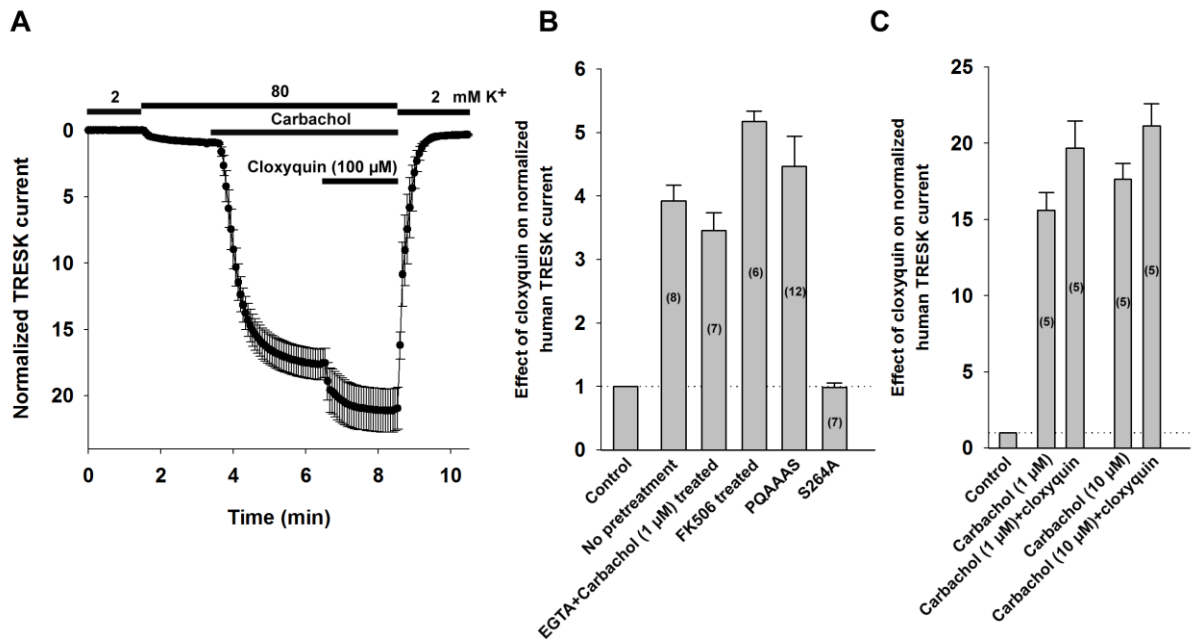 A
2
80
2 mM K+
Carbachol
Cloxyquin (100 µM)
0
5
10
15
20
Normalized TRESK current
0
2
4
6
8
10
Time (min)
B
Effect of cloxyquin on normalized
human TRESK current
6
5
4
3
2
1
0
(8)
(7)
(6)
(12)
(7)
Control
No pretreatment
EGTA+Carbachol (1 µM) treated
FK506 treated
PQAAAS
S264A
C
Effect of cloxyquin on normalized
human TRESK current
25
20
15
10
5
0
(5)
(5)
(5)
(5)
Control
Carbachol (1 µM)
Carbachol (1 µM)+cloxyquin
Carbachol (10 µM)
Carbachol (10 µM)+cloxyquin